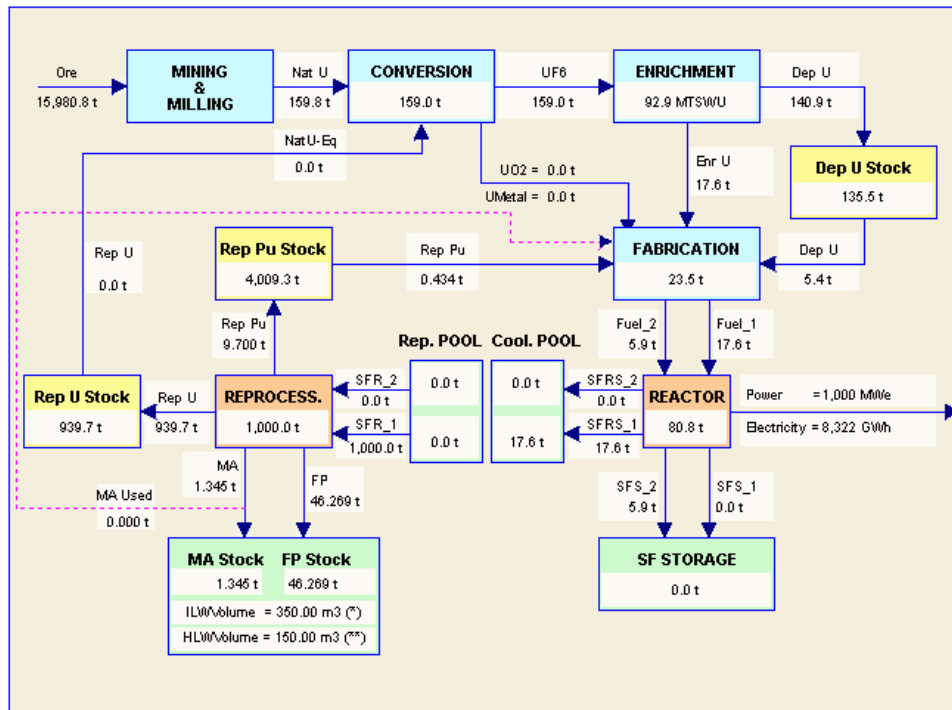 Ore
15,980.8 t
MINING
&
MILLING
Nat U
159.8 t
CONVERSION
159.0 t
UF6
159.0 t
ENRICHMENT
92.9 MTSWU
Dep U
140.9 t
NatU-Eq
0.0 t
UO2 = 0.0 t
UMetal = 0.0 t
Enr U
17.6 t
Dep U Stock
135.5 t
Rep U
0.0 t
Rep Pu Stock
4,009.3 t
Rep Pu
0.434 t
FABRICATION
23.5 t
Dep U
5.4 t
Rep Pu
9.700 t
Rep. POOL
Cool. POOL
Fuel_2
5.9 t
Fuel_1
17.6 t
Rep U Stock
939.7 t
Rep U
939.7 t
REPROCESS.
1,000.0 t
SFR_2
0.0 t
SFR_1
1,000.0 t
0.0 t
0.0 t
0.0 t
17.6 t
SFRS_2
0.0 t
SFRS_1
17.6 t
REACTOR
80.8 t
Power = 1,000 MWe
Electricity = 8,322 GWh
MA
1.345 t
FP
46.269 t
MA Used
0.000 t
SFS_2
5.9 t
SFS_1
0.0 t
MA Stock FP Stock
1.345 t 46.269 t
ILWVolume = 350.00 m3 (*)
HLWVolume = 150.00 m3 (**)
SF STORAGE
0.0 t